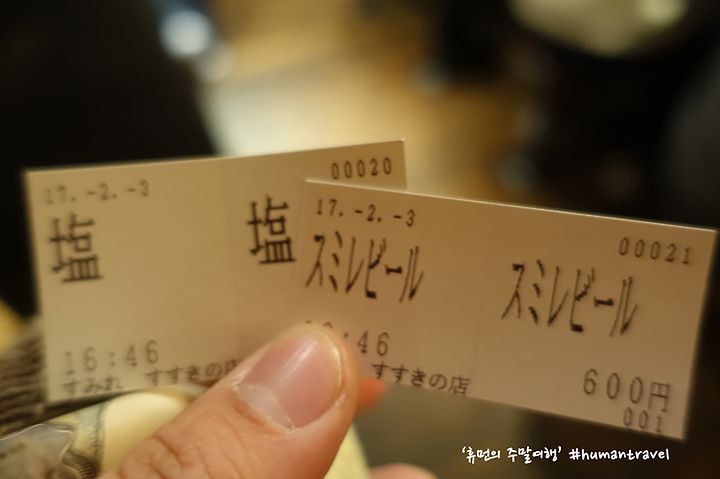 17.-2.-3
00020
塩
塩
16:46
すみれ すすきの店
17.-2.-3
00021
スミレビール
スミレビール
:46
すすきの店
600円
001
'휴먼의 주말여행' #humantravel